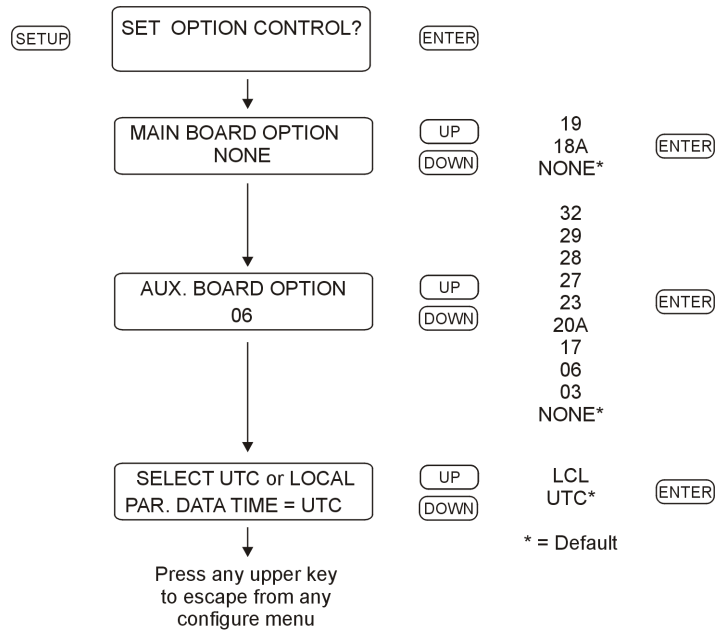 SETUP
SET OPTION CONTROL?
ENTER
MAIN BOARD OPTION
NONE
UP
DOWN
19
18A
NONE*
ENTER
AUX. BOARD OPTION
06
UP
DOWN
32
29
28
27
23
20A
17
06
03
NONE*
ENTER
SELECT UTC or LOCAL
PAR. DATA TIME = UTC
UP
DOWN
LCL
UTC*
ENTER
* = Default
Press any upper key
to escape from any
configure menu